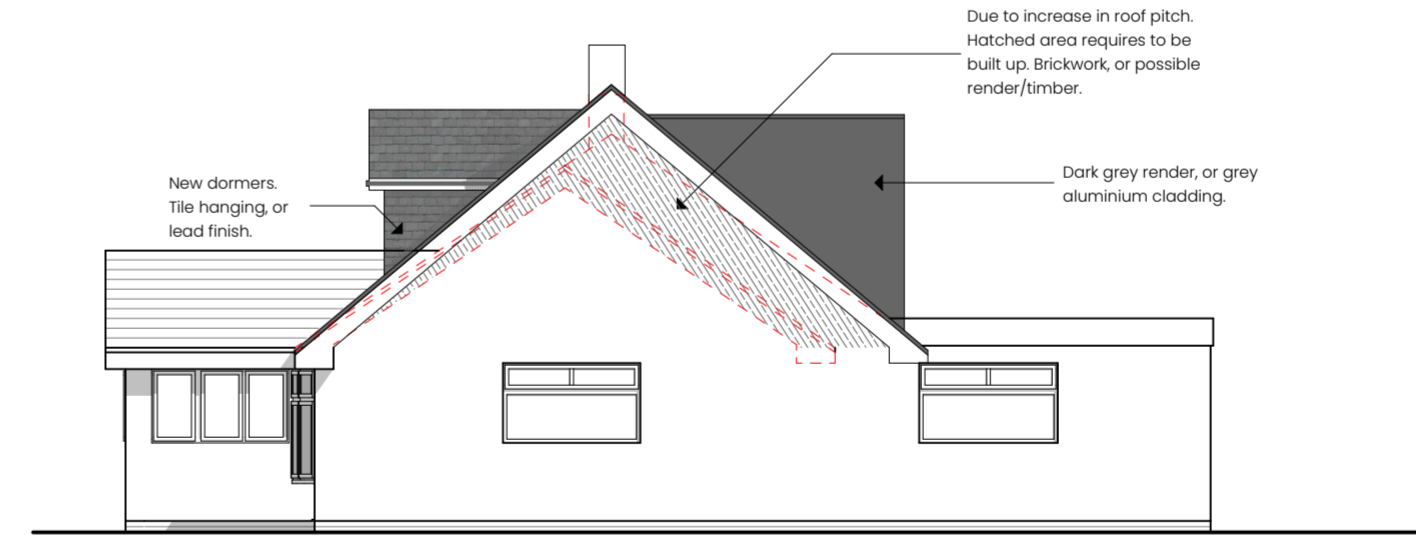 Due to increase in roof pitch.
Hatched area requires to be
built up. Brickwork, or possible
render/timber.
New dormers.
Tile hanging, or
lead finish.
Dark grey render, or grey
aluminium cladding.